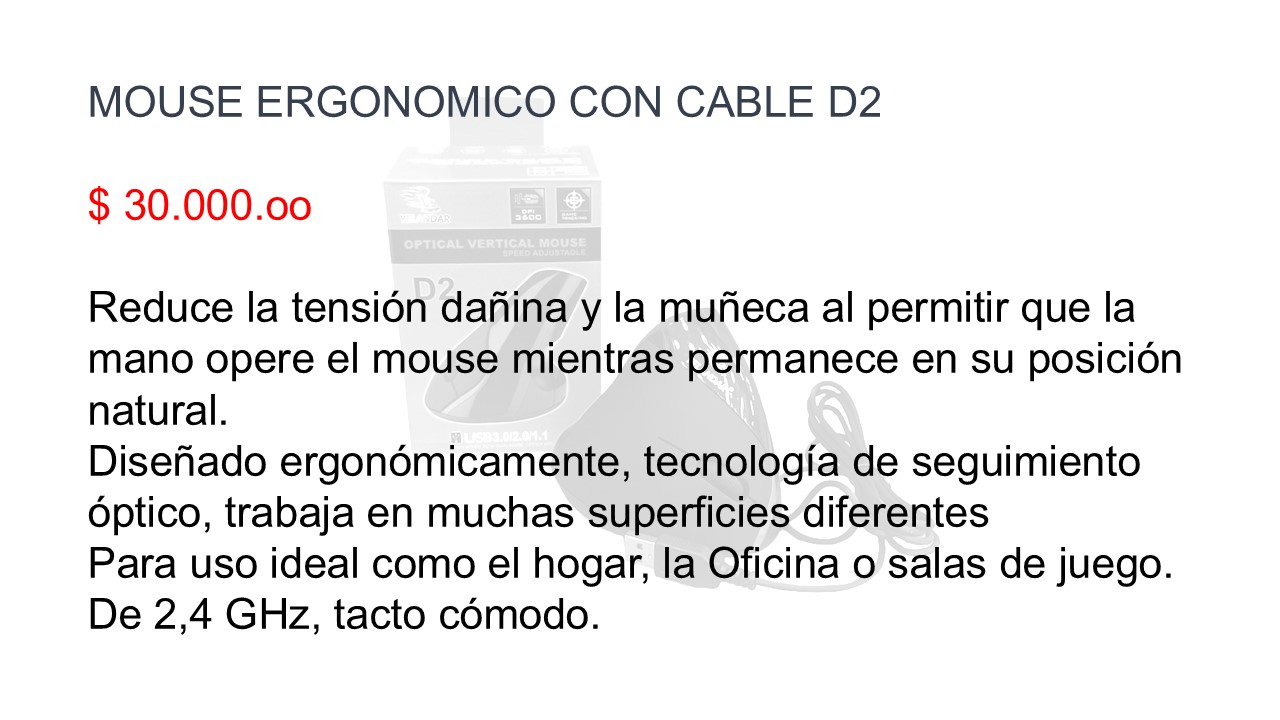 MOUSE ERGONOMICO CON CABLE D2
$ 30.000.oo
OPTICAL VERTICAL MOUSE
SPEED ADJUSTABLE
D2
Reduce la tensión dañina y la muñeca al permitir que la
mano opere el mouse mientras permanece en su posición
natural.
USB3.0/2.0/1.1
Diseñado ergonómicamente, tecnología de seguimiento
óptico, trabaja en muchas superficies diferentes
Para uso ideal como el hogar, la Oficina o salas de juego.
De 2,4 GHz, tacto cómodo.